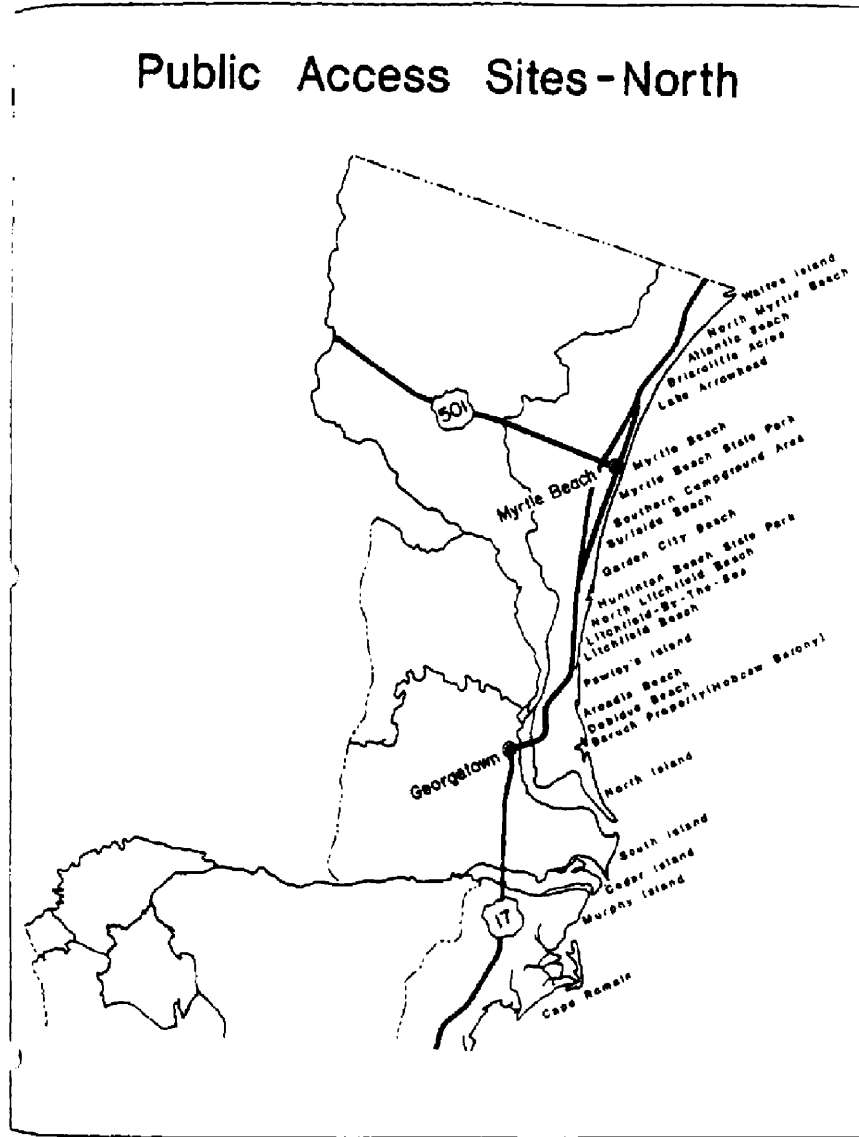 Public Access Sites-North
Waites Island
North Myrtle Beach
Atlantic Beach
Briarcliffe Acres
Lake Arrowhead
501
Myrtle Beach
Myrtle Beach
Myrtle Beach State Park
Southern Campground Area
Surfside Beach
Garden City Beach
Huntinton Beach State Park
North Litchfield Beach
Litchfield-By-The-Sea
Litchfield Beach
Pawley's Island
Arcadia Beach
Debidue Beach
Baruch Property(Hobcaw Barony)
Georgetown
North Island
South Island
Cedar Island
Murphy Island
17
Cape Romain